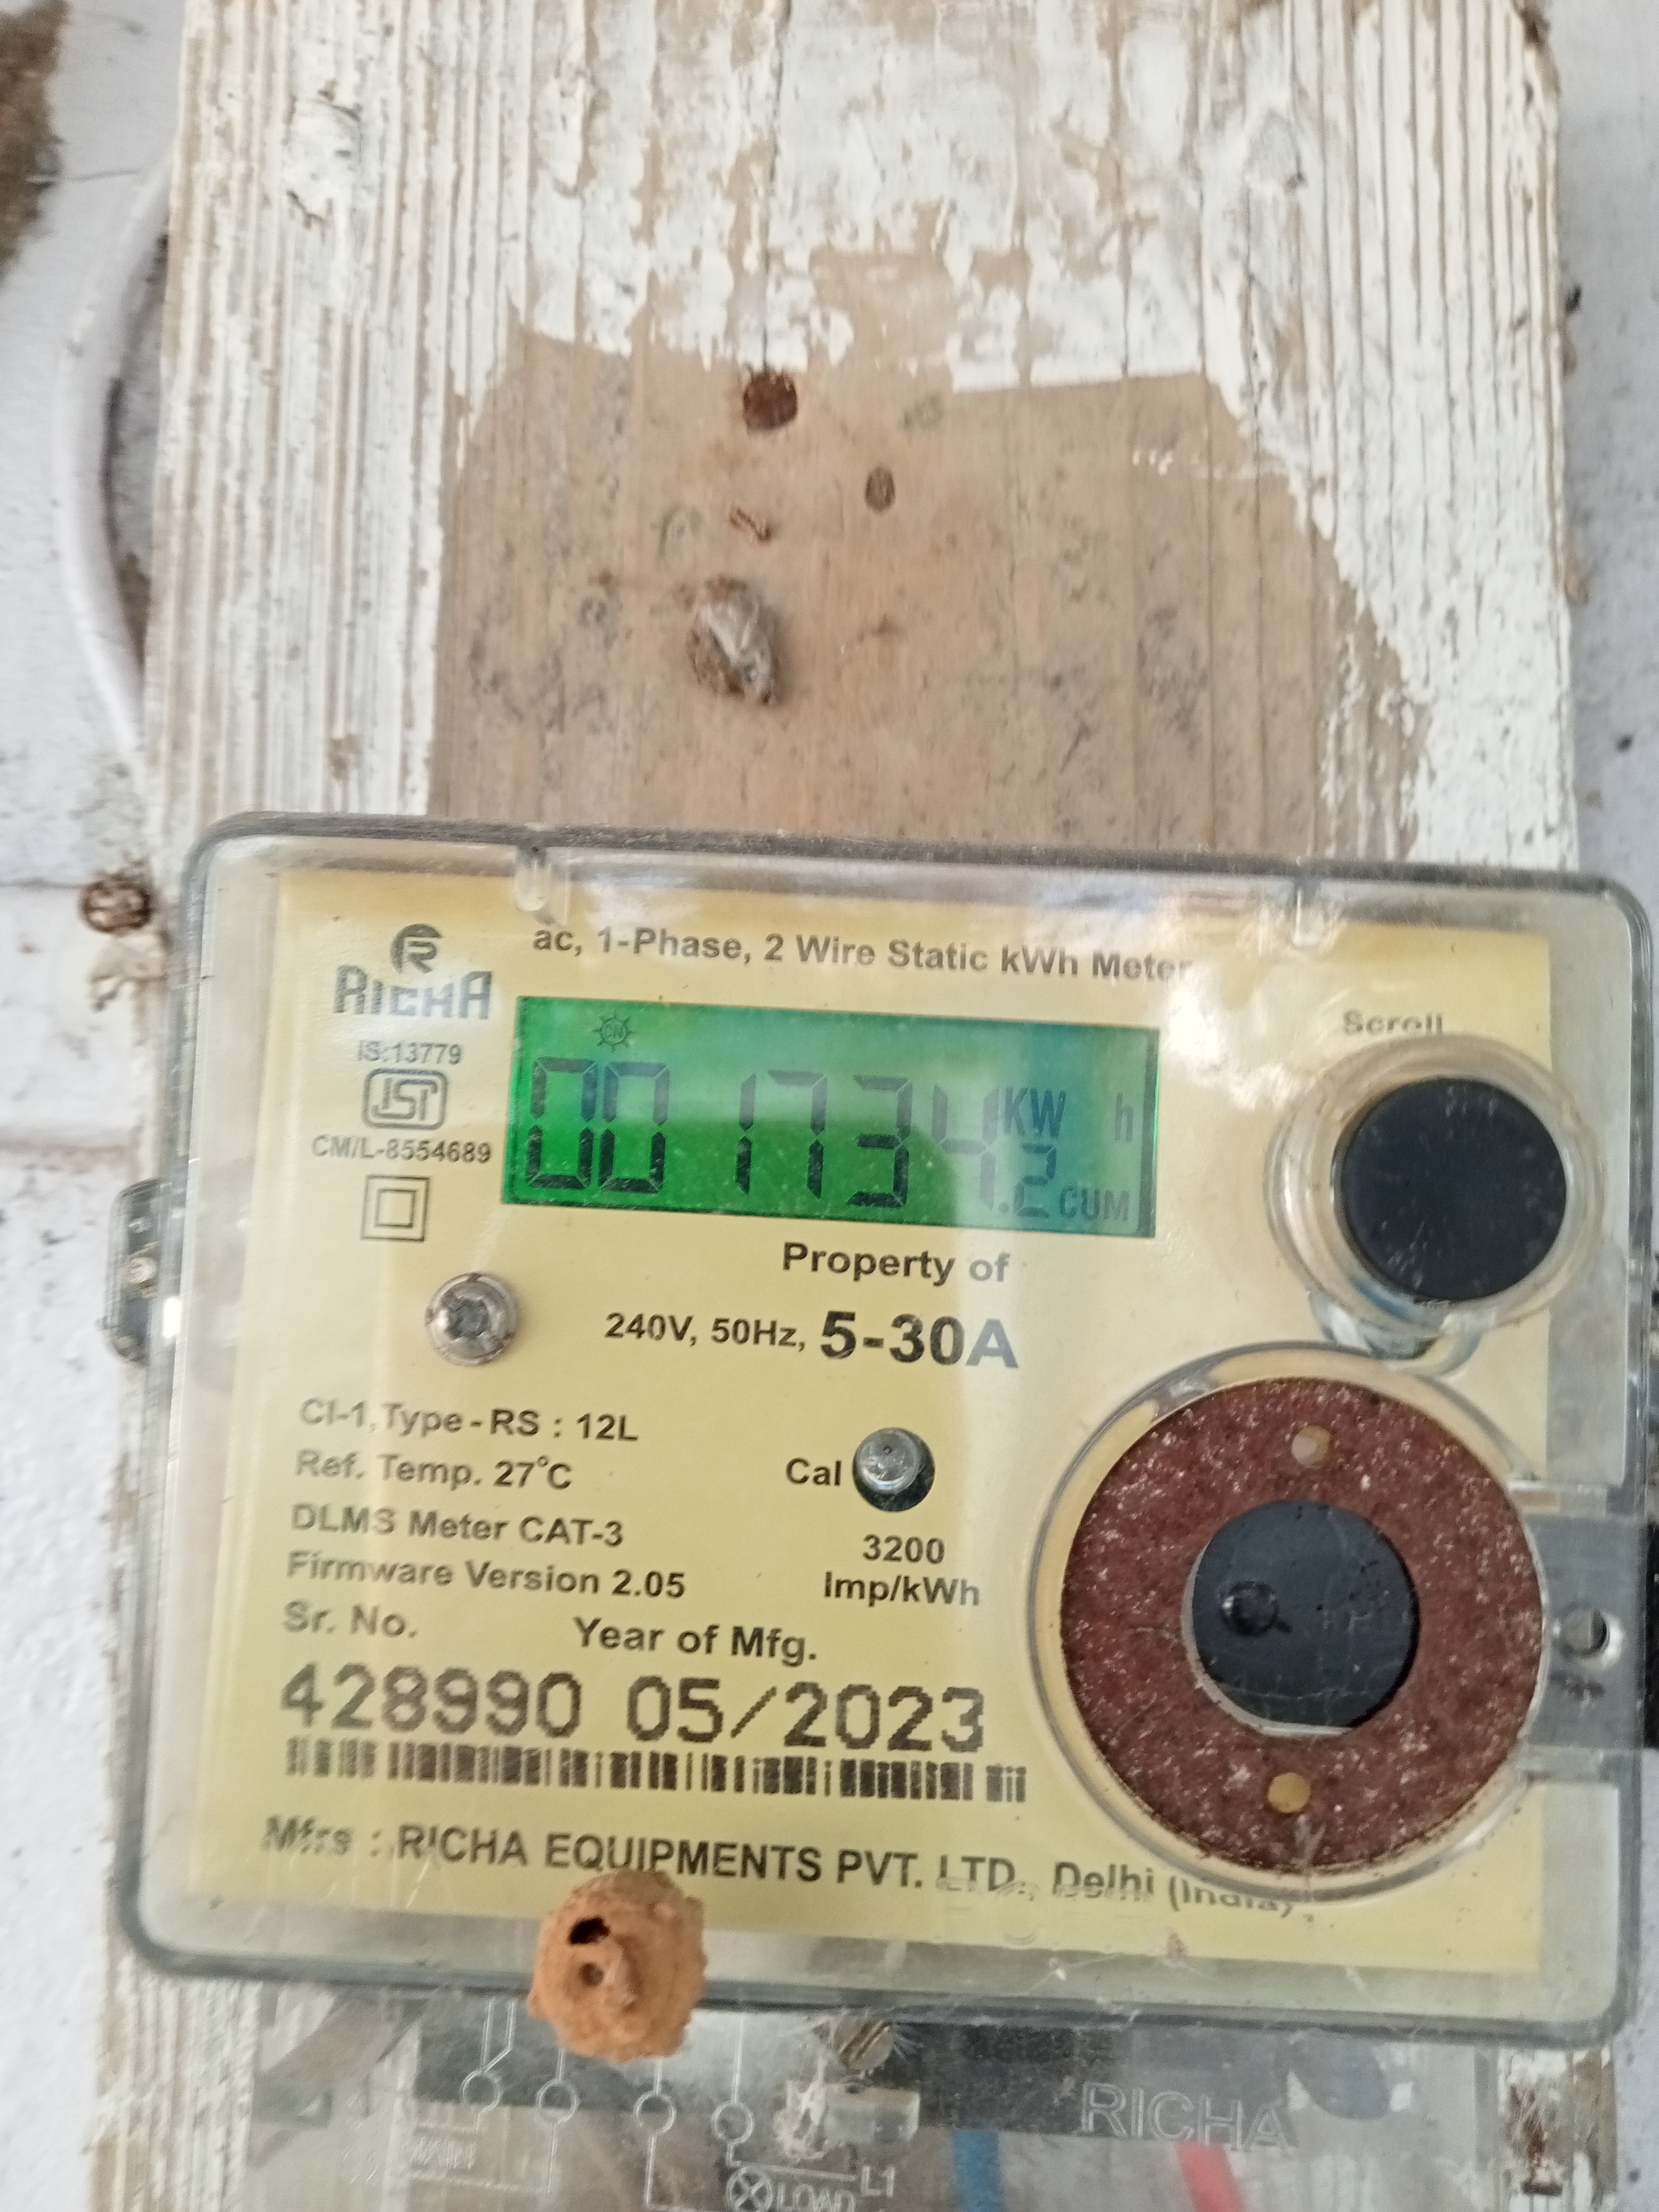 ac, 1-Phase, 2 Wire Static kWh Meter
RICHA
Scroll
IS:13779
ISI
CM/L-8554689
001734.2 KW h CUM
Property of
240V, 50Hz, 5-30A
Cl-1, Type - RS : 12L
Ref. Temp. 27°C
Cal
DLMS Meter CAT-3
3200
Firmware Version 2.05
Imp/kWh
Sr. No. Year of Mfg.
428990 05/2023
Mfrs : RICHA EQUIPMENTS PVT. LTD., Delhi (India)
RICHA
MAIN
L1
LOAD